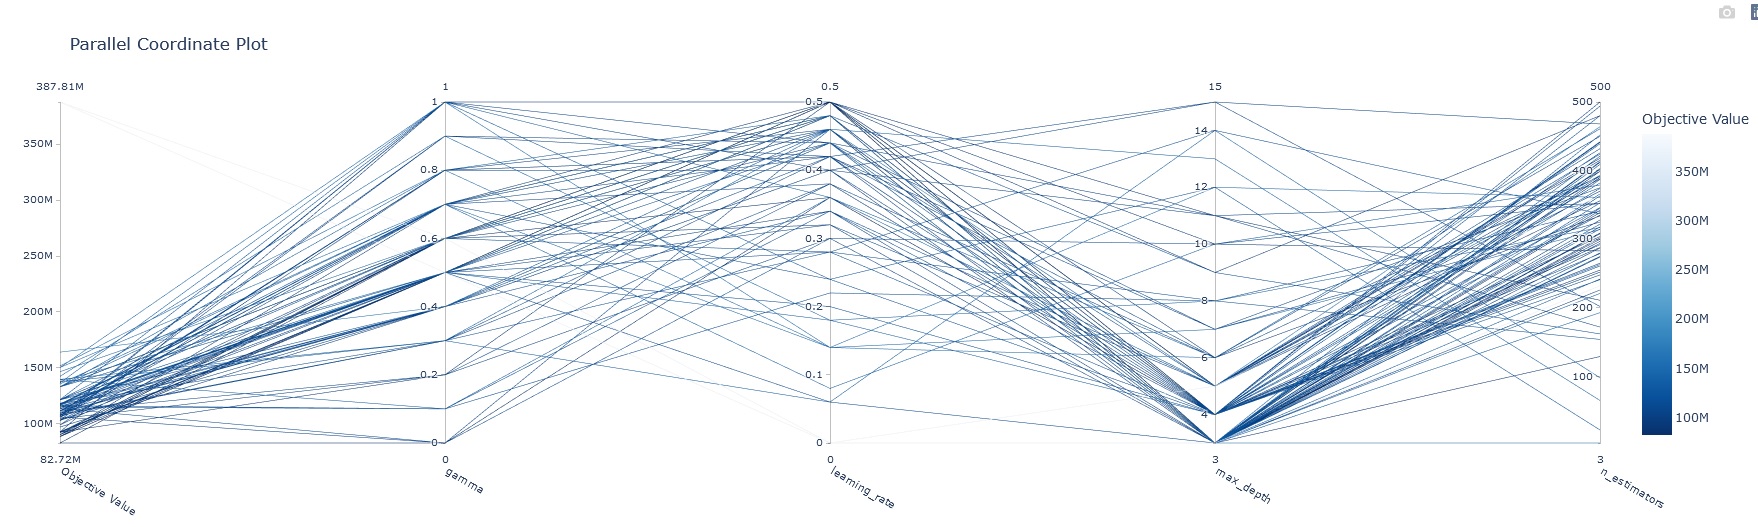 Parallel Coordinate Plot
387.81M
1
0.5
15
500
350M
300M
250M
200M
150M
100M
82.72M
Objective Value
1
0.8
0.6
0.4
0.2
0
0
gamma
0.5
0.4
0.3
0.2
0.1
0
0
learning_rate
14
12
10
8
6
4
3
max_depth
500
400
300
200
100
3
n_estimators
Objective Value
350M
300M
250M
200M
150M
100M